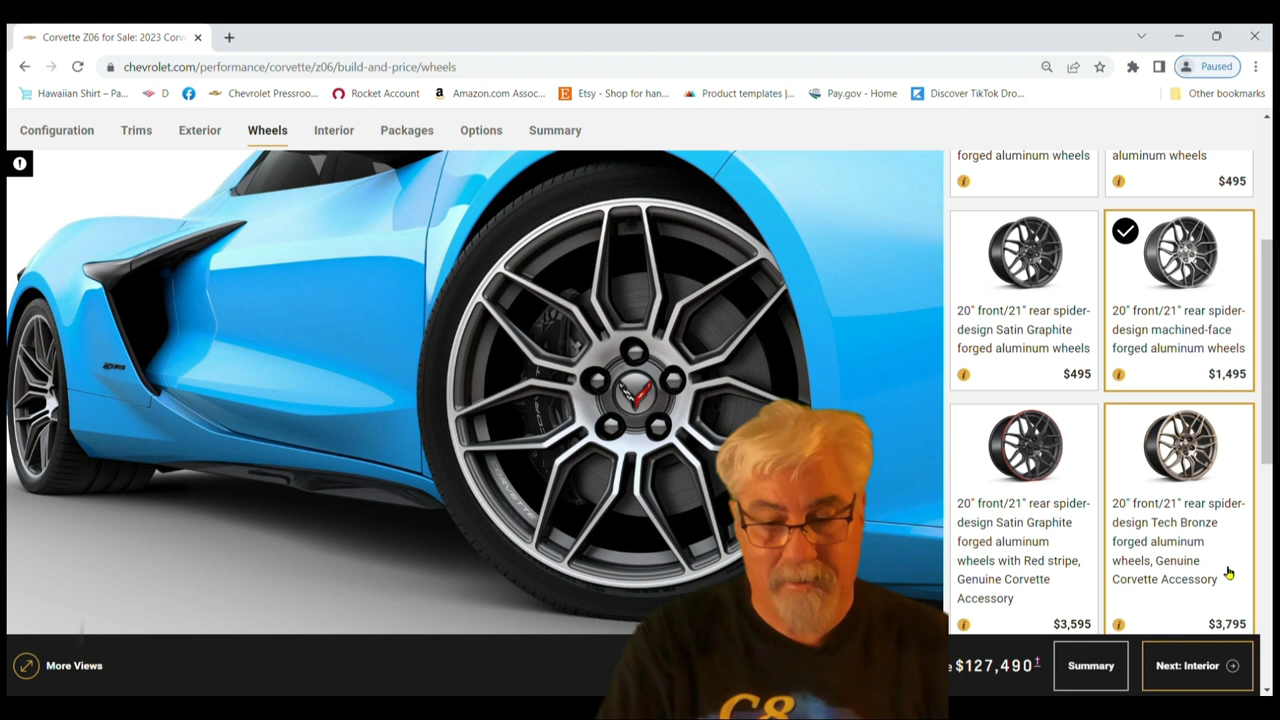 Corvette Z06 for Sale: 2023 Corv
chevrolet.com/performance/corvette/z06/build-and-price/wheels
Paused
Hawaiian Shirt – Pa...
D
Chevrolet Pressroo...
Rocket Account
Amazon.com Assoc...
Etsy - Shop for han...
Product templates |...
Pay.gov - Home
Discover TikTok Dro...
Other bookmarks
Configuration
Trims
Exterior
Wheels
Interior
Packages
Options
Summary
forged aluminum wheels
aluminum wheels
$495
20" front/21" rear spider-
design Satin Graphite
forged aluminum wheels
$495
20" front/21" rear spider-
design machined-face
forged aluminum wheels
$1,495
20" front/21" rear spider-
design Satin Graphite
forged aluminum
wheels with Red stripe,
Genuine Corvette
Accessory
$3,595
20" front/21" rear spider-
design Tech Bronze
forged aluminum
wheels, Genuine
Corvette Accessory
$3,795
CORVETTE
More Views
e $127,490†
Summary
Next: Interior
C8